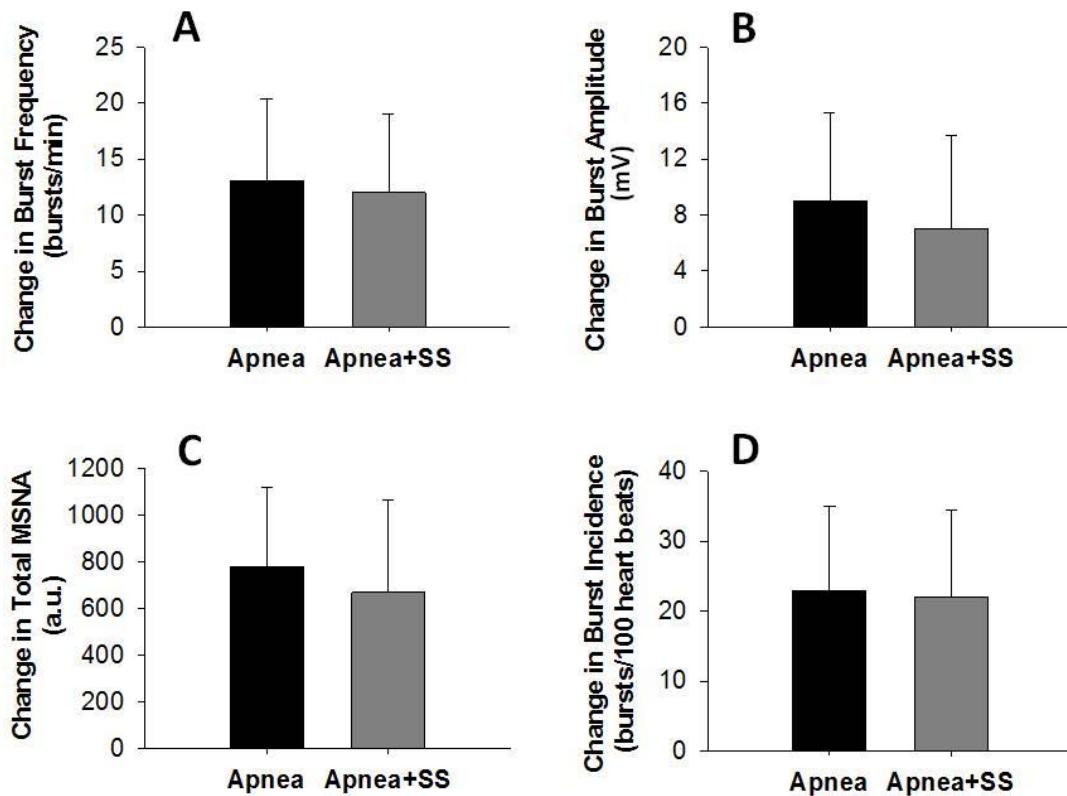 A
Change in Burst Frequency
(bursts/min)
25
20
15
10
5
0
Apnea Apnea+SS
B
Change in Burst Amplitude
(mV)
20
16
12
8
4
0
Apnea Apnea+SS
C
Change in Total MSNA
(a.u.)
1200
1000
800
600
400
200
0
Apnea Apnea+SS
D
Change in Burst Incidence
(bursts/100 heart beats)
40
30
20
10
0
Apnea Apnea+SS